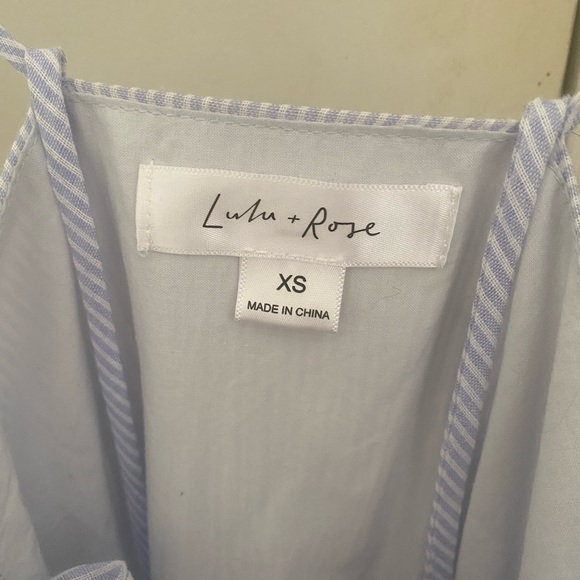 Lulu + Rose
XS
MADE IN CHINA